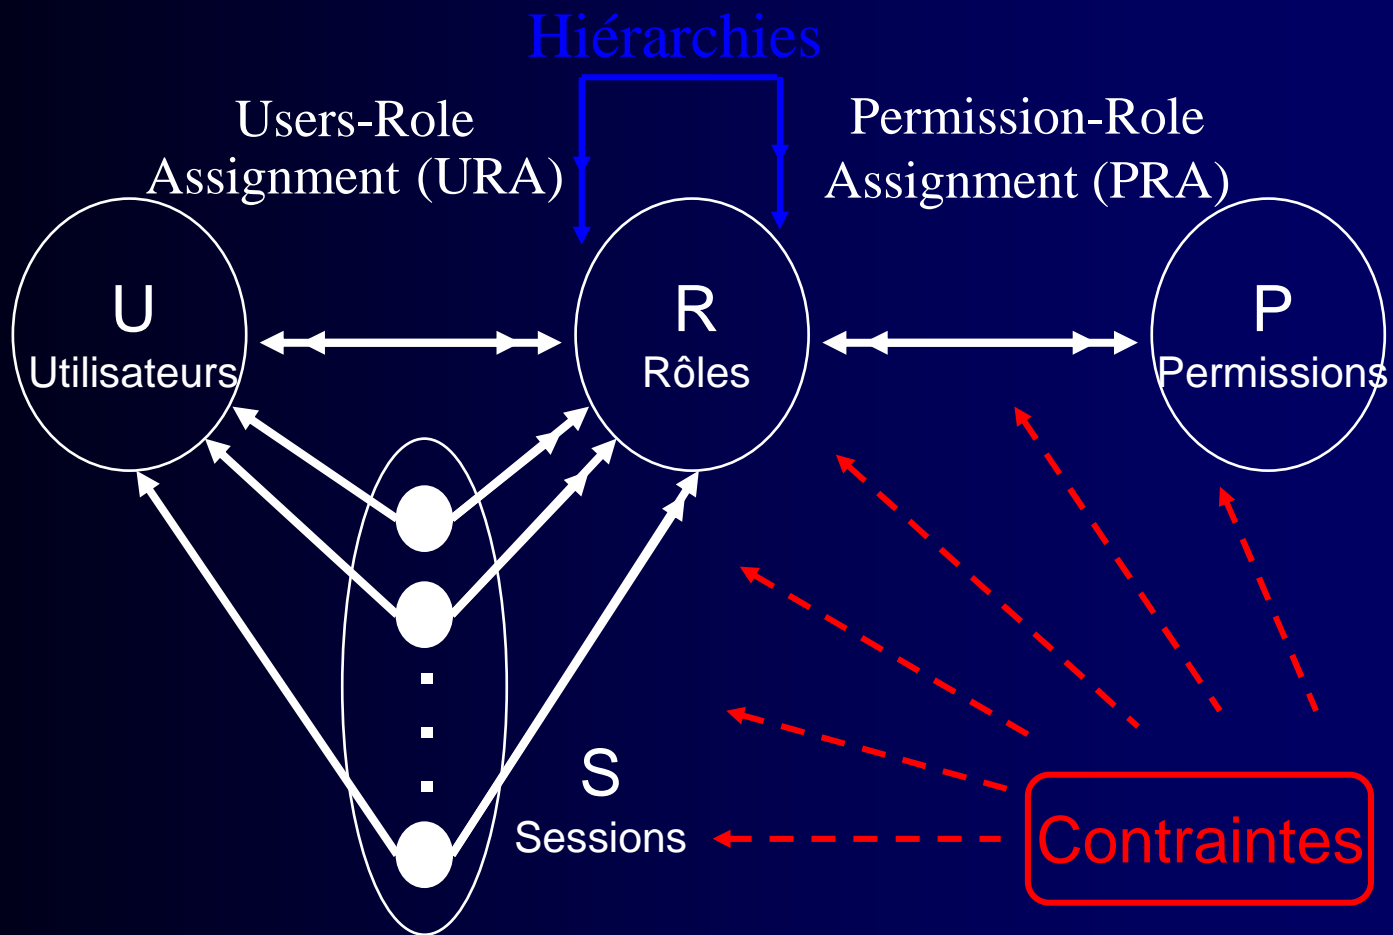 Hiérarchies
Users-Role
Assignment (URA)
Permission-Role
Assignment (PRA)
U
Utilisateurs
R
Rôles
P
Permissions
S
Sessions
Contraintes